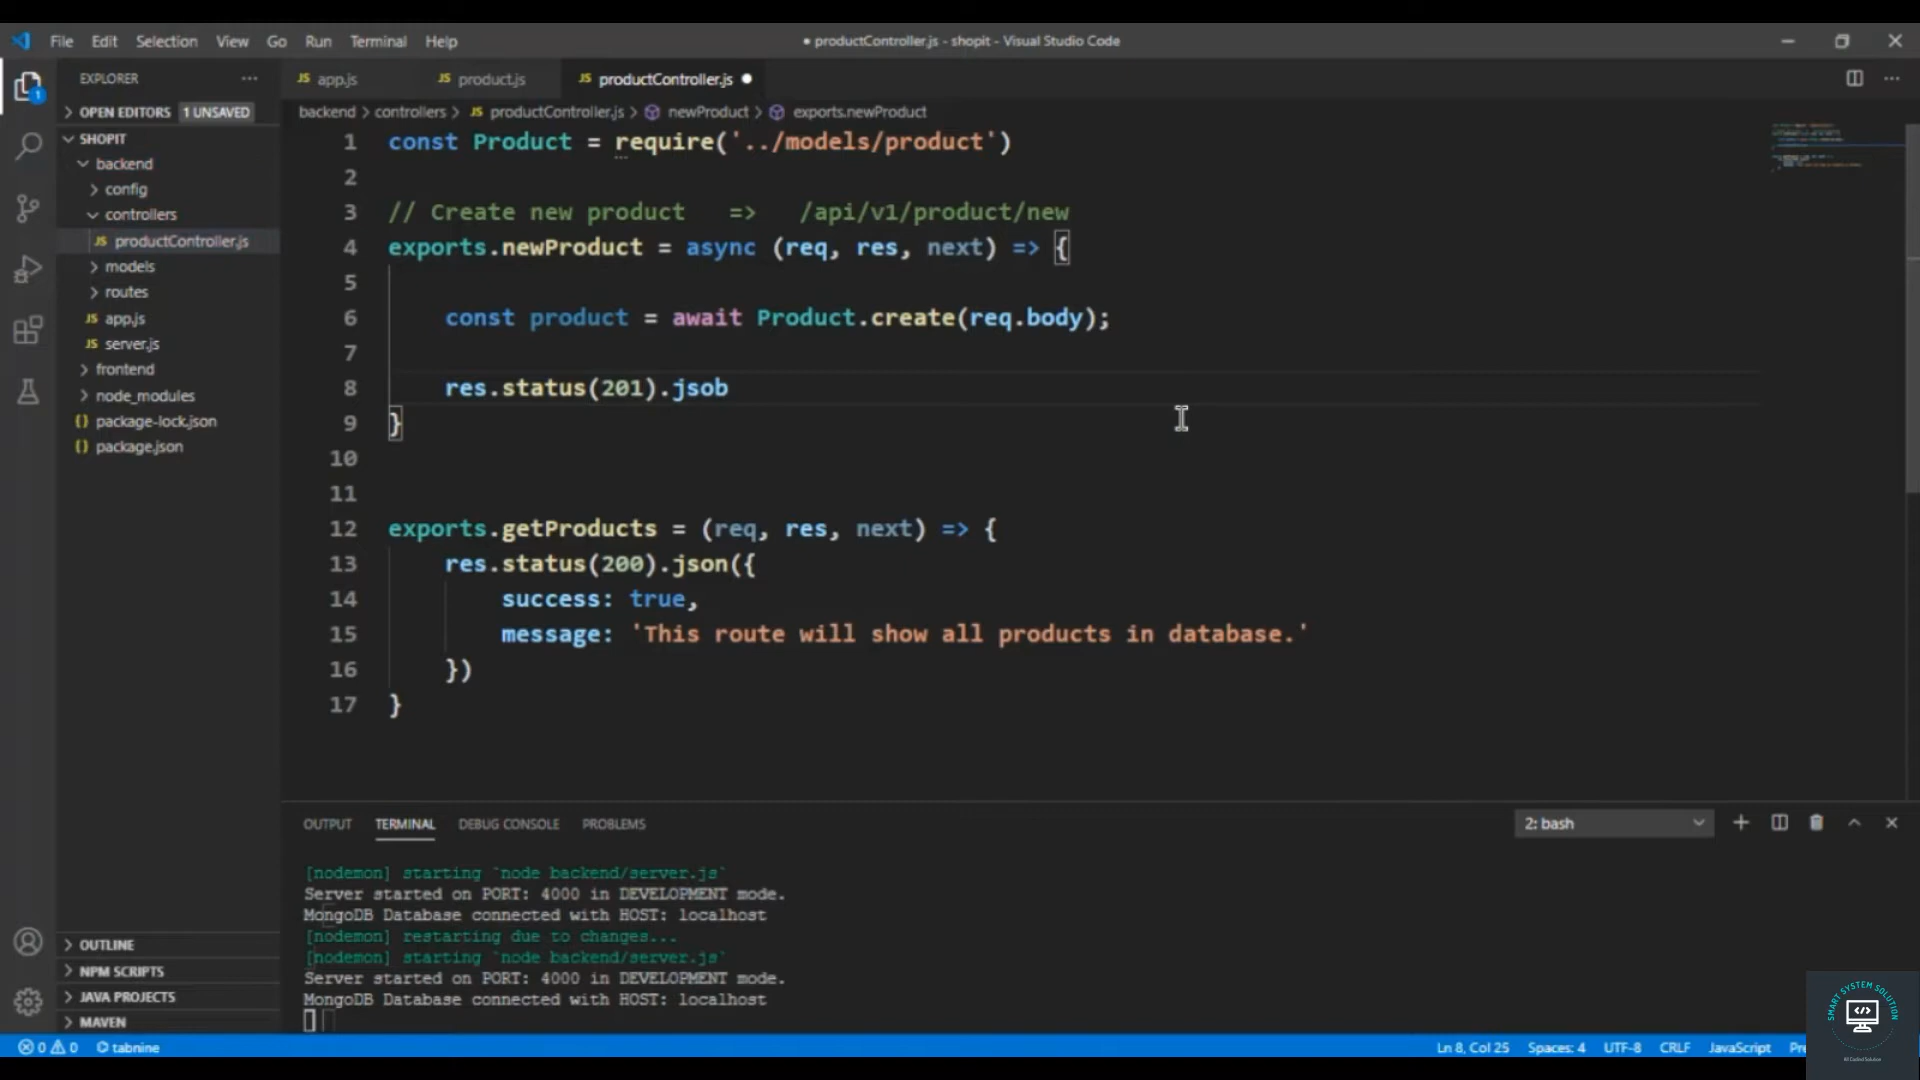 File Edit Selection View Go Run Terminal Help
● productController.js - shopit - Visual Studio Code
EXPLORER
OPEN EDITORS 1 UNSAVED
SHOPIT
backend
config
controllers
JS productController.js
models
routes
JS app.js
JS server.js
frontend
node_modules
{} package-lock.json
{} package.json
OUTLINE
NPM SCRIPTS
JAVA PROJECTS
MAVEN
JS app.js JS product.js JS productController.js ●
backend > controllers > JS productController.js > newProduct > exports.newProduct
1 const Product = require('../models/product')
2
3 // Create new product => /api/v1/product/new
4 exports.newProduct = async (req, res, next) => {
5
6 const product = await Product.create(req.body);
7
8 res.status(201).jsob
9 }
10
11
12 exports.getProducts = (req, res, next) => {
13 res.status(200).json({
14 success: true,
15 message: 'This route will show all products in database.'
16 })
17 }
OUTPUT TERMINAL DEBUG CONSOLE PROBLEMS
2: bash
[nodemon] starting `node backend/server.js`
Server started on PORT: 4000 in DEVELOPMENT mode.
MongoDB Database connected with HOST: localhost
[nodemon] restarting due to changes...
[nodemon] starting `node backend/server.js`
Server started on PORT: 4000 in DEVELOPMENT mode.
MongoDB Database connected with HOST: localhost
0 0 tabnine
Ln 8, Col 25 Spaces: 4 UTF-8 CRLF JavaScript Pre
SMART SYSTEM SOLUTION